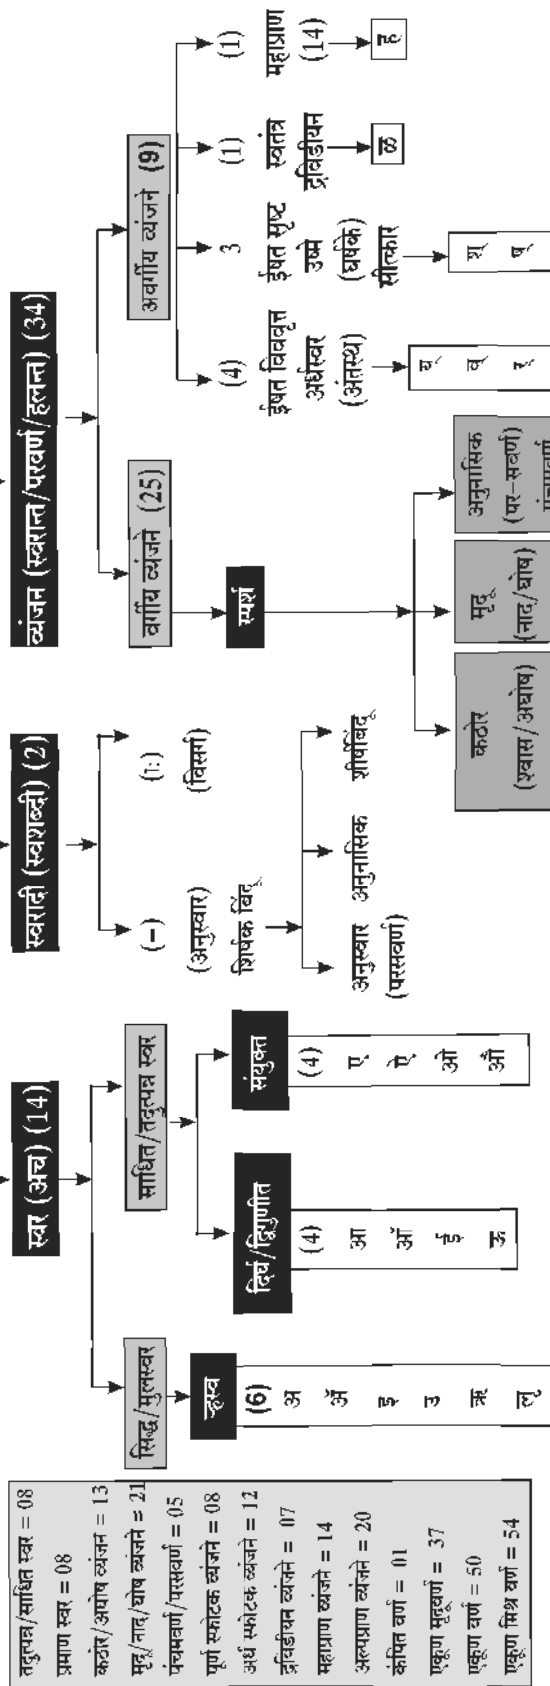 तदुत्पन्न/साधित स्वर = 08
प्रमाण स्वर = 08
कठोर/अघोष व्यंजन = 13
मृदू/नाद/घोष व्यंजने = 21
पंचमवर्ण/परसवर्ण = 05
पूर्ण स्फोटक व्यंजने = 08
अर्ध स्फोटक व्यंजने = 12
द्रविडीयन व्यंजने = 07
महाप्राण व्यंजने = 14
अल्पप्राण व्यंजने = 20
कंपित वर्ण = 01
एकूण मृदूवर्ण = 37
एकूण वर्ण = 50
एकूण मिश्र वर्ण = 54
स्वर (अच) (14)
सिद्ध/मुलस्वर
ऱ्हस्व
(6)
अ
ॲ
इ
उ
ऋ
लृ
साधित/तदुत्पन्न स्वर
दिर्घ/द्विगुणीत
(4)
आ
ऑ
ई
ऊ
संयुक्त
(4)
ए
ऐ
ओ
औ
स्वरादी (स्वशब्दी) (2)
(–)
(अनुस्वार)
शिर्षक बिंदू
(ः)
(विसर्ग)
अनुस्वार
(परसवर्ण)
अनुनासिक
शीर्षबिंदू
व्यंजन (स्वरान्त/परवर्ण/हलन्त) (34)
वर्गीय व्यंजने (25)
स्पर्श
कठोर
(श्वास/अघोष)
मृदू
(नाद/घोष)
अनुनासिक
(पर-सवर्ण)
अवर्गीय व्यंजने (9)
(4)
ईषत विववृत्त
अर्धस्वर
(अंतस्थ)
य्
व्
र्
3
ईषत सृष्ट
उष्मे
(घर्षके)
सीत्कार
श्
ष्
(1)
स्वतंत्र
द्रविडीयन
ळ
(1)
महाप्राण
(14)
ह